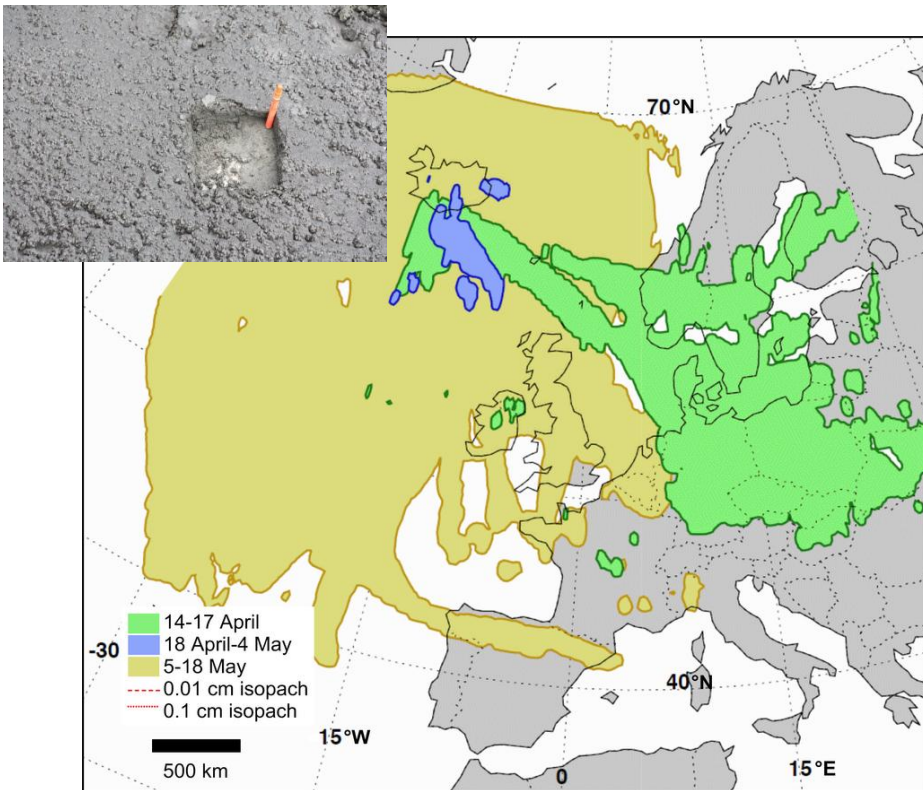 70°N
14-17 April
18 April-4 May
5-18 May
0.01 cm isopach
0.1 cm isopach
500 km
-30
15°W
0
15°E
40°N